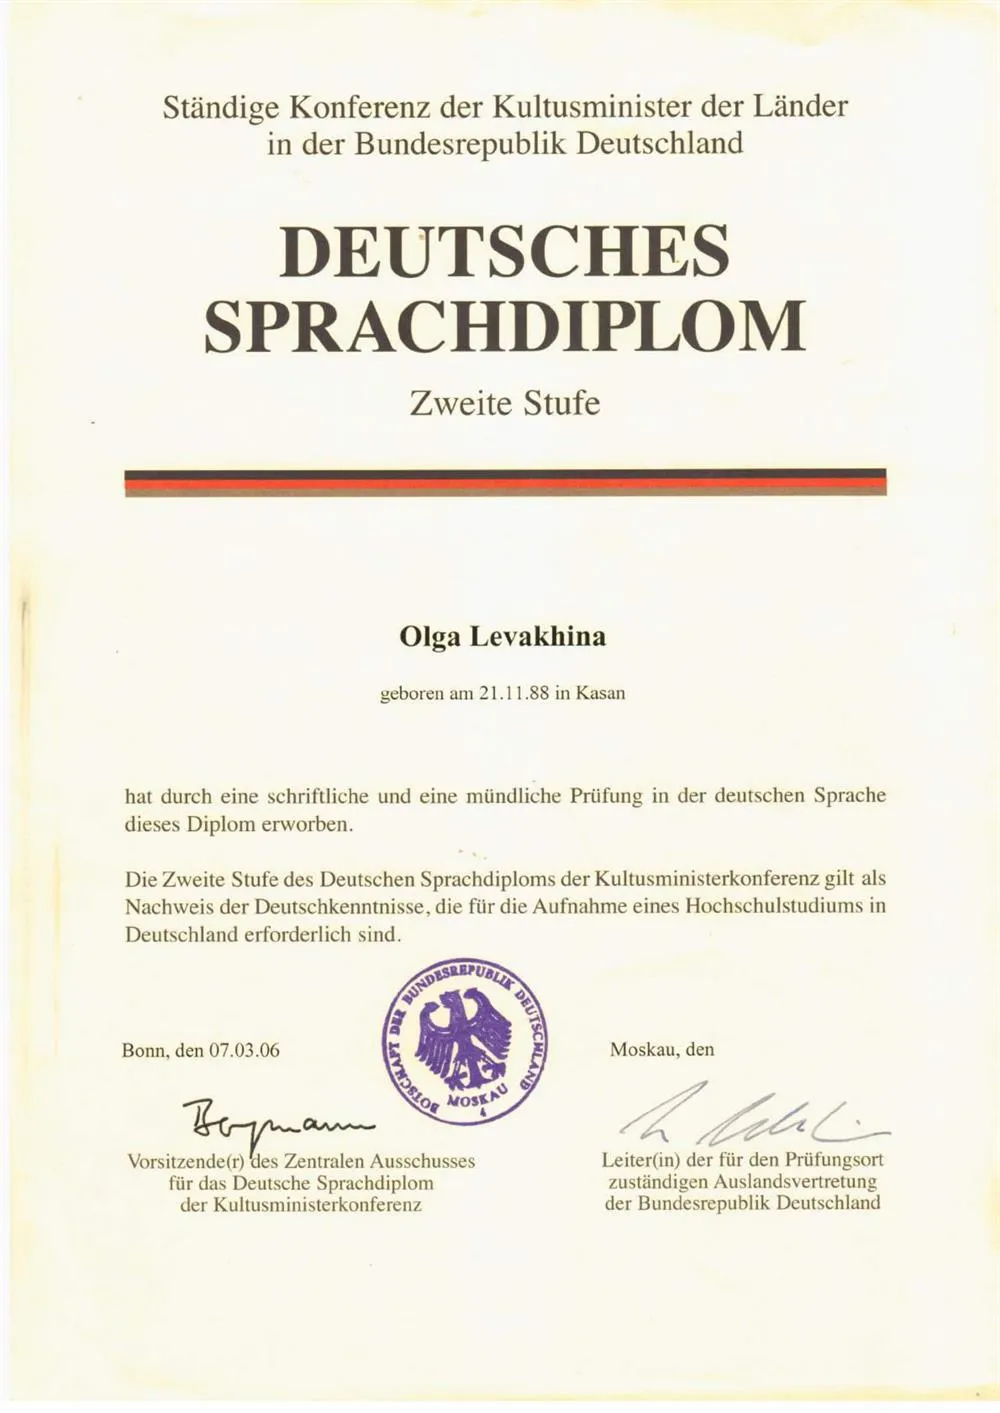 Ständige Konferenz der Kultusminister der Länder
in der Bundesrepublik Deutschland
DEUTSCHES
SPRACHDIPLOM
Zweite Stufe
Olga Levakhina
geboren am 21.11.88 in Kasan
hat durch eine schriftliche und eine mündliche Prüfung in der deutschen Sprache
dieses Diplom erworben.
Die Zweite Stufe des Deutschen Sprachdiploms der Kultusministerkonferenz gilt als
Nachweis der Deutschkenntnisse, die für die Aufnahme eines Hochschulstudiums in
Deutschland erforderlich sind.
BOTSCHAFT DER BUNDESREPUBLIK DEUTSCHLAND
MOSKAU
4
Bonn, den 07.03.06
Moskau, den
Vorsitzende(r) des Zentralen Ausschusses
für das Deutsche Sprachdiplom
der Kultusministerkonferenz
Leiter(in) der für den Prüfungsort
zuständigen Auslandsvertretung
der Bundesrepublik Deutschland